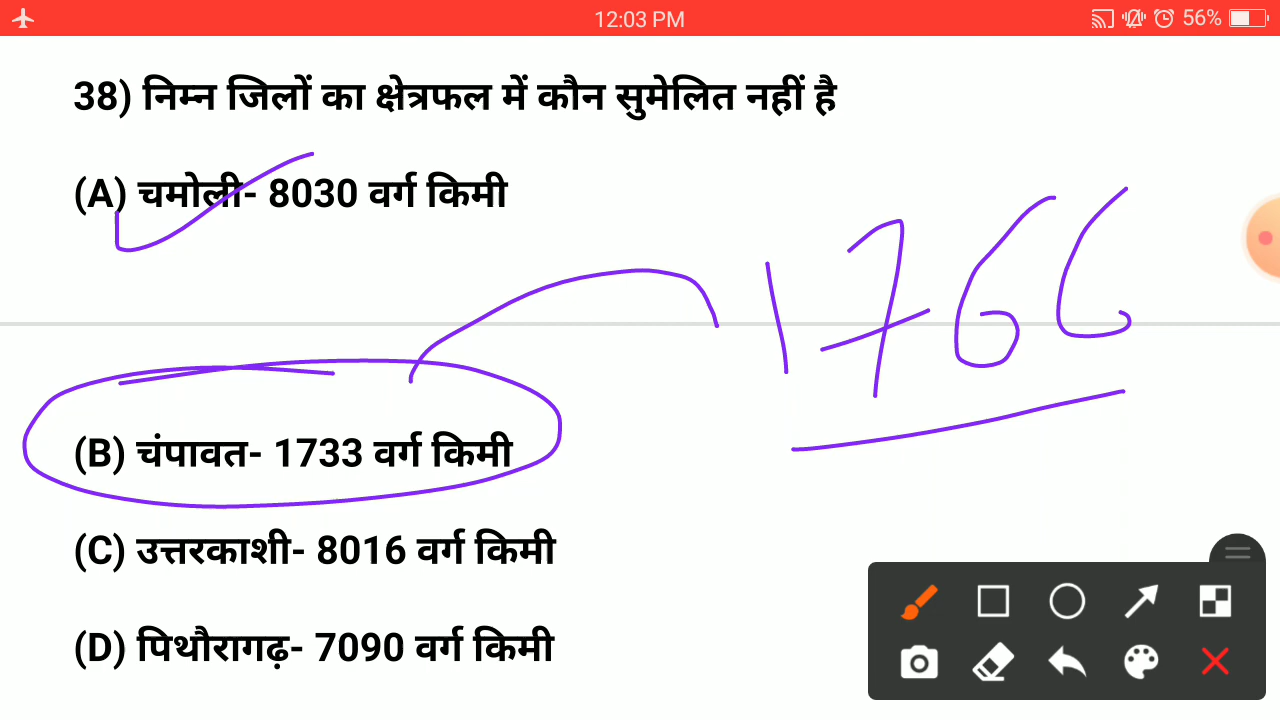 12:03 PM
56%
38) निम्न जिलों का क्षेत्रफल में कौन सुमेलित नहीं है
(A) चमोली- 8030 वर्ग किमी
1766
(B) चंपावत- 1733 वर्ग किमी
(C) उत्तरकाशी- 8016 वर्ग किमी
(D) पिथौरागढ़- 7090 वर्ग किमी